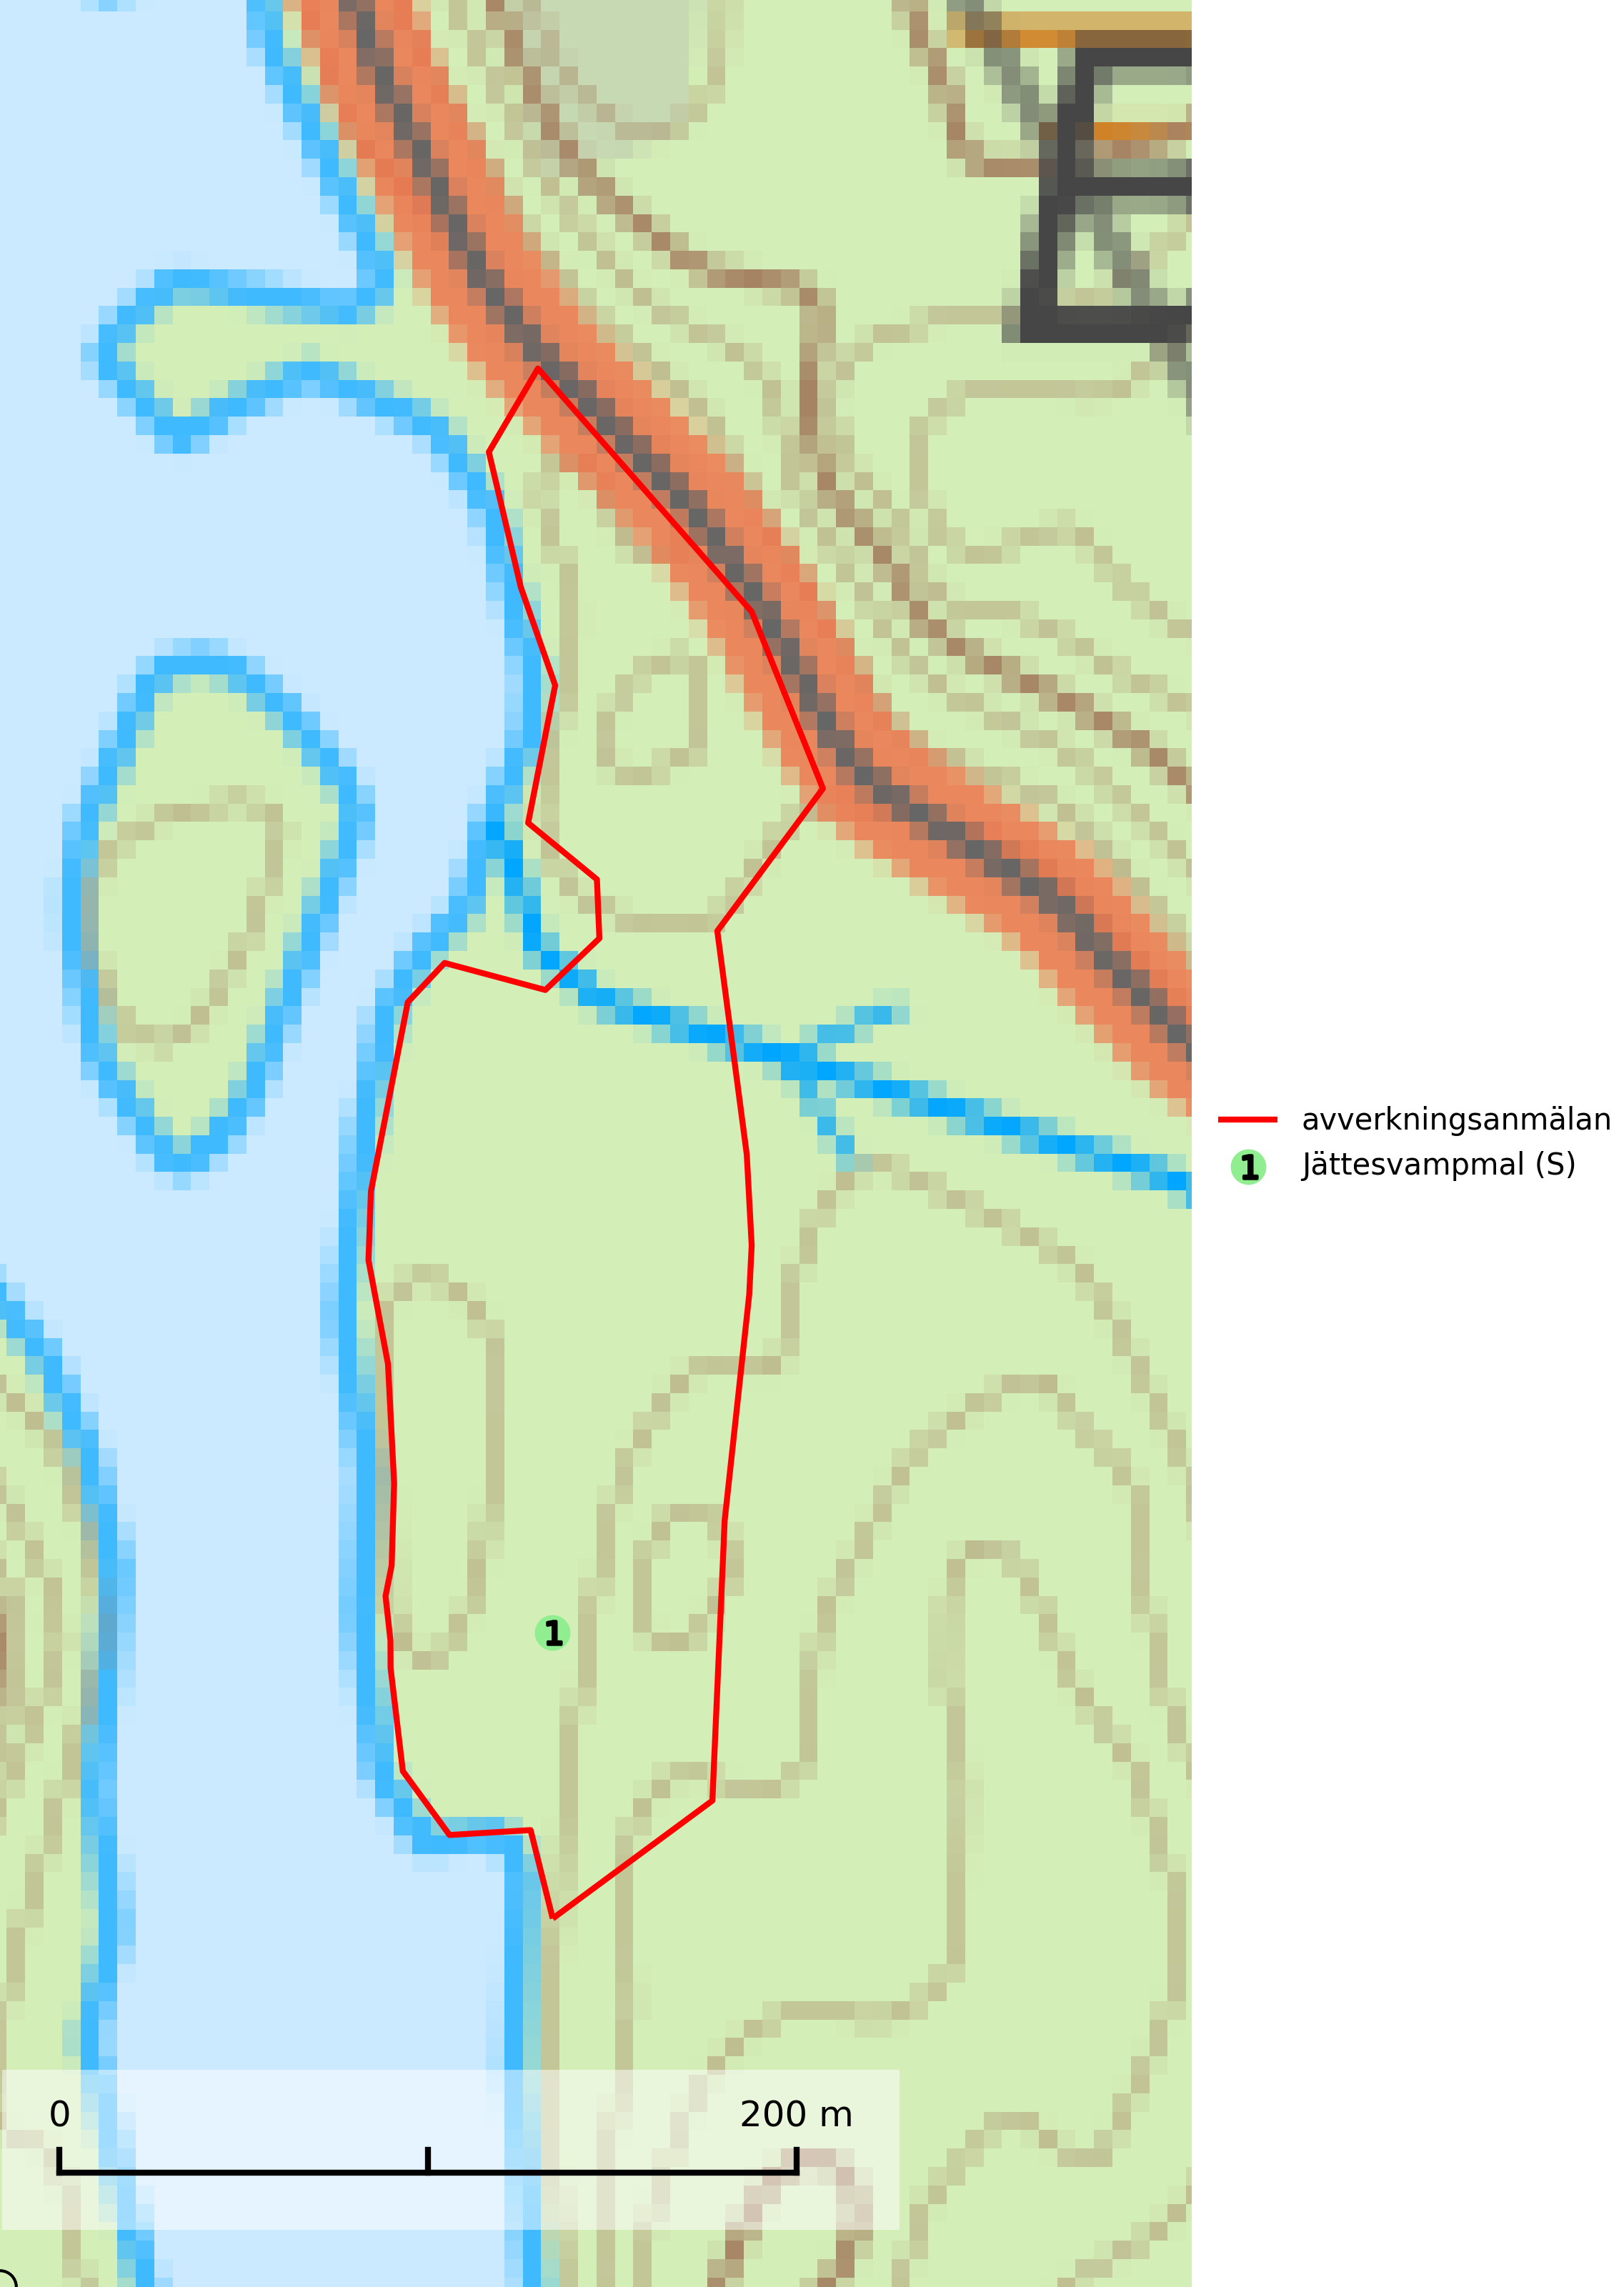 avverkningsanmälan
1 Jättesvampmal (S)
1
0 200 m